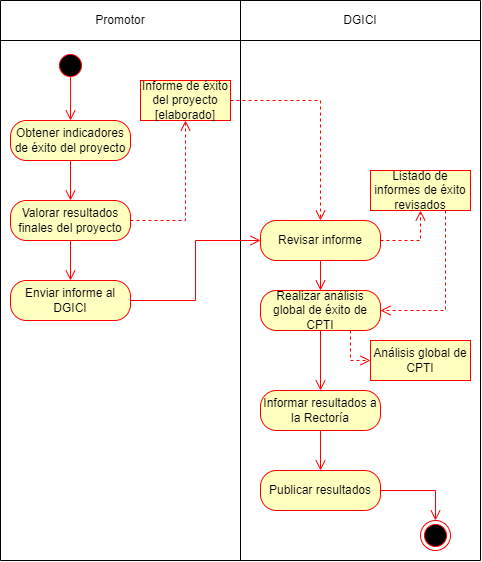 Promotor
DGICI
Informe de éxito
del proyecto
[elaborado]
Obtener indicadores
de éxito del proyecto
Valorar resultados
finales del proyecto
Enviar informe al
DGICI
Listado de
informes de éxito
revisados
Revisar informe
Realizar análisis
global de éxito de
CPTI
Análisis global de
CPTI
Informar resultados a
la Rectoría
Publicar resultados